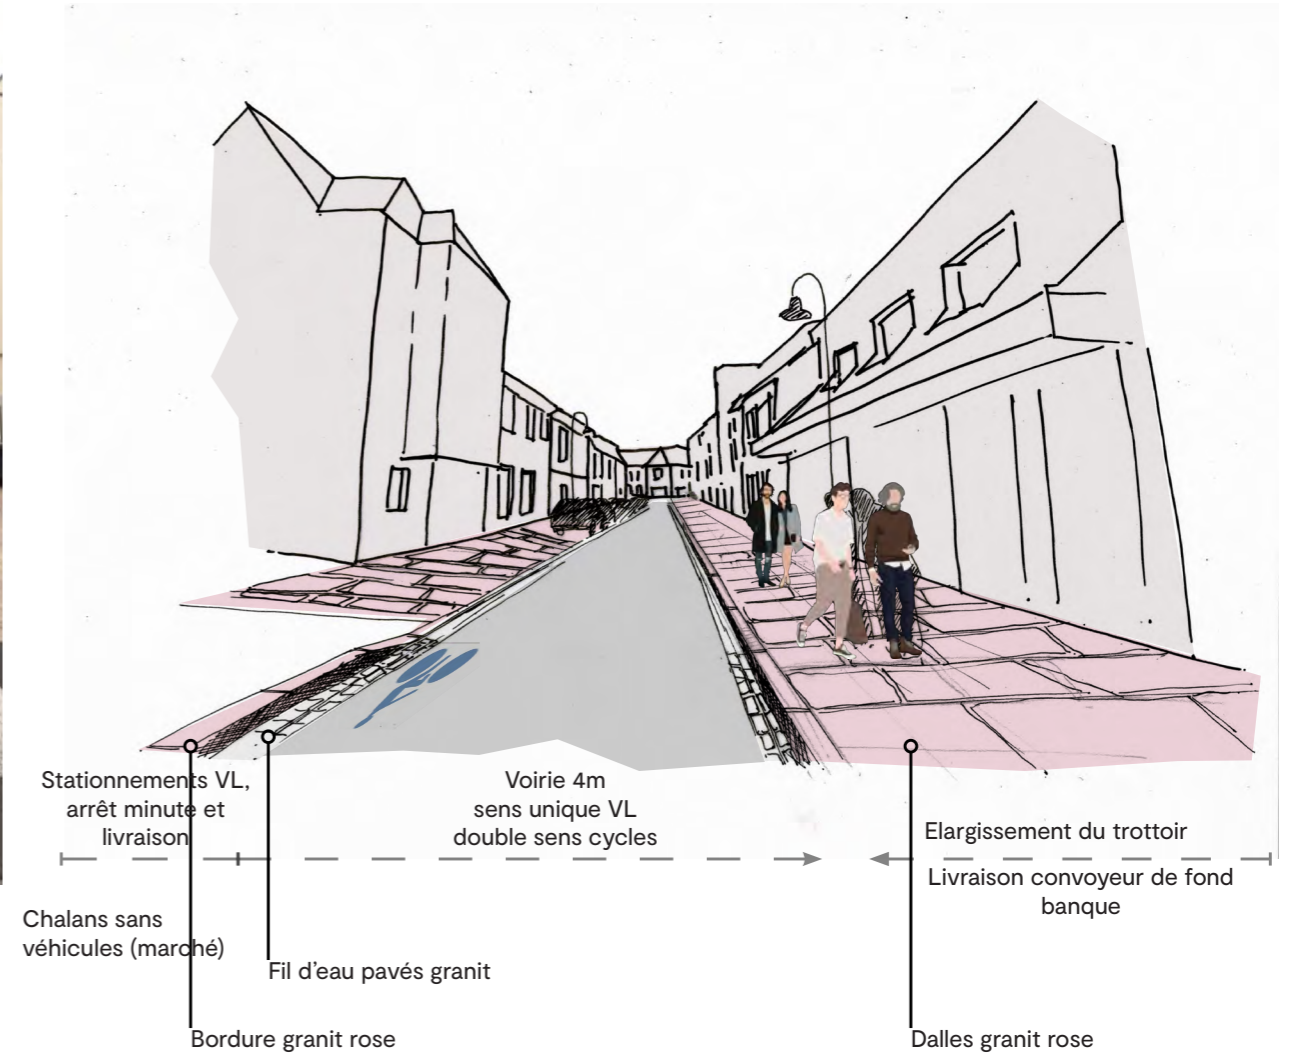 Stationnements VL,
arrêt minute et
livraison
Voirie 4m
sens unique VL
double sens cycles
Elargissement du trottoir
Livraison convoyeur de fond
banque
Chalans sans
véhicules (marché)
Fil d'eau pavés granit
Bordure granit rose
Dalles granit rose